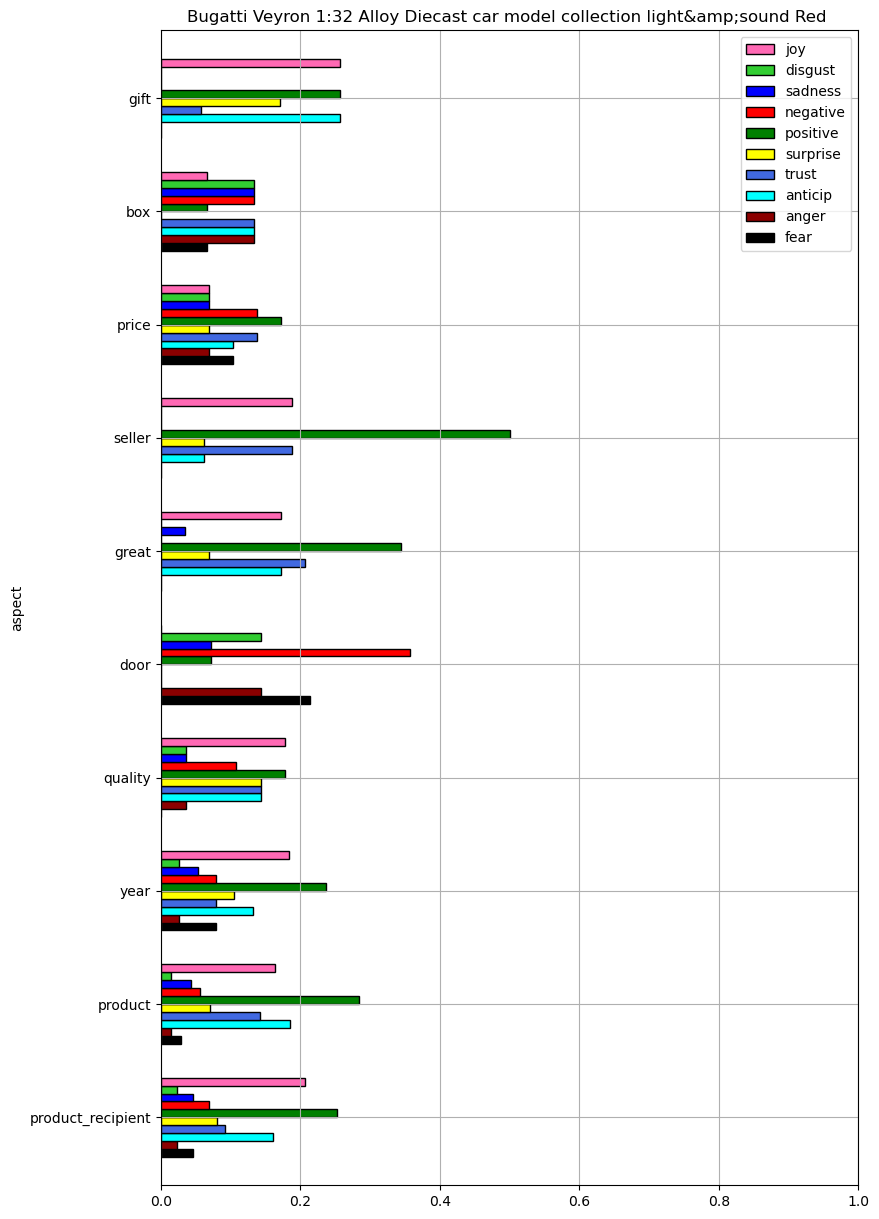 Bugatti Veyron 1:32 Alloy Diecast car model collection light&amp;sound Red
joy
disgust
sadness
negative
positive
surprise
trust
anticip
anger
fear
gift
box
price
seller
great
door
quality
year
product
product_recipient
aspect
0.0 0.2 0.4 0.6 0.8 1.0